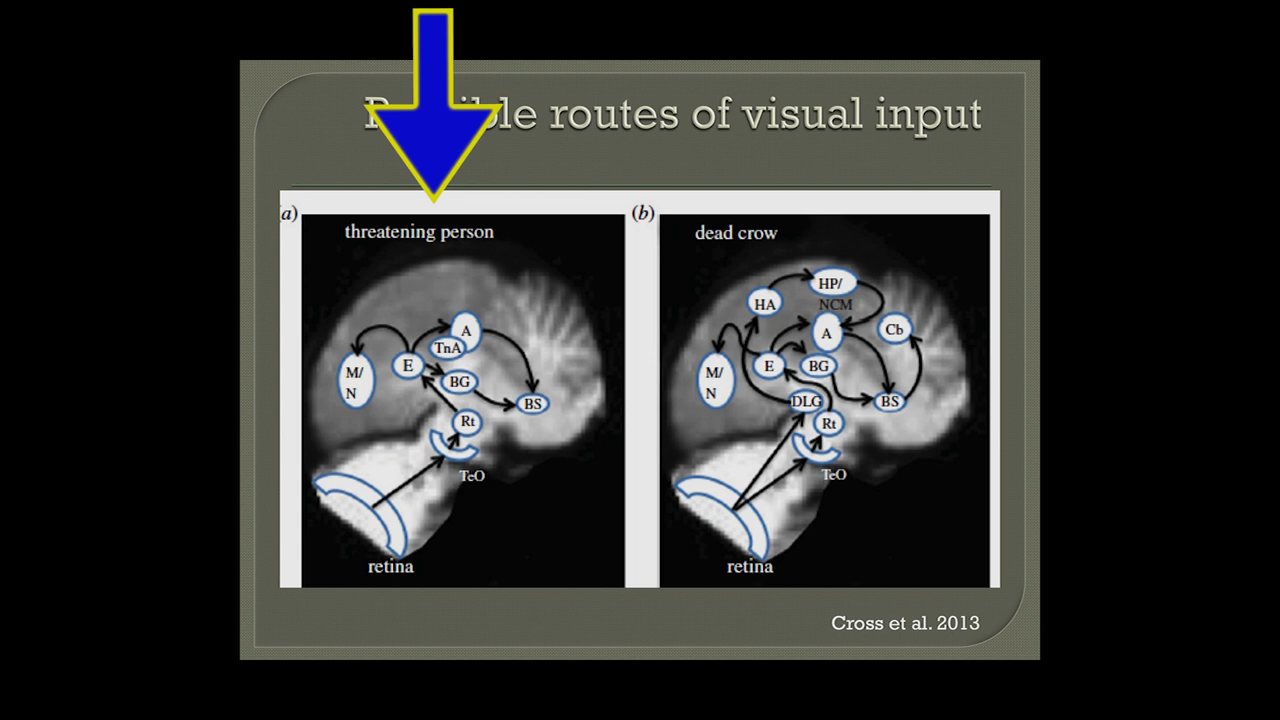 routes of visual input
(a)
threatening person
A
TnA
E
BG
M/
N
BS
Rt
TeO
retina
(b)
dead crow
HP/
HA
NCM
Cb
A
E
BG
M/
N
DLG
BS
Rt
TeO
retina
Cross et al. 2013